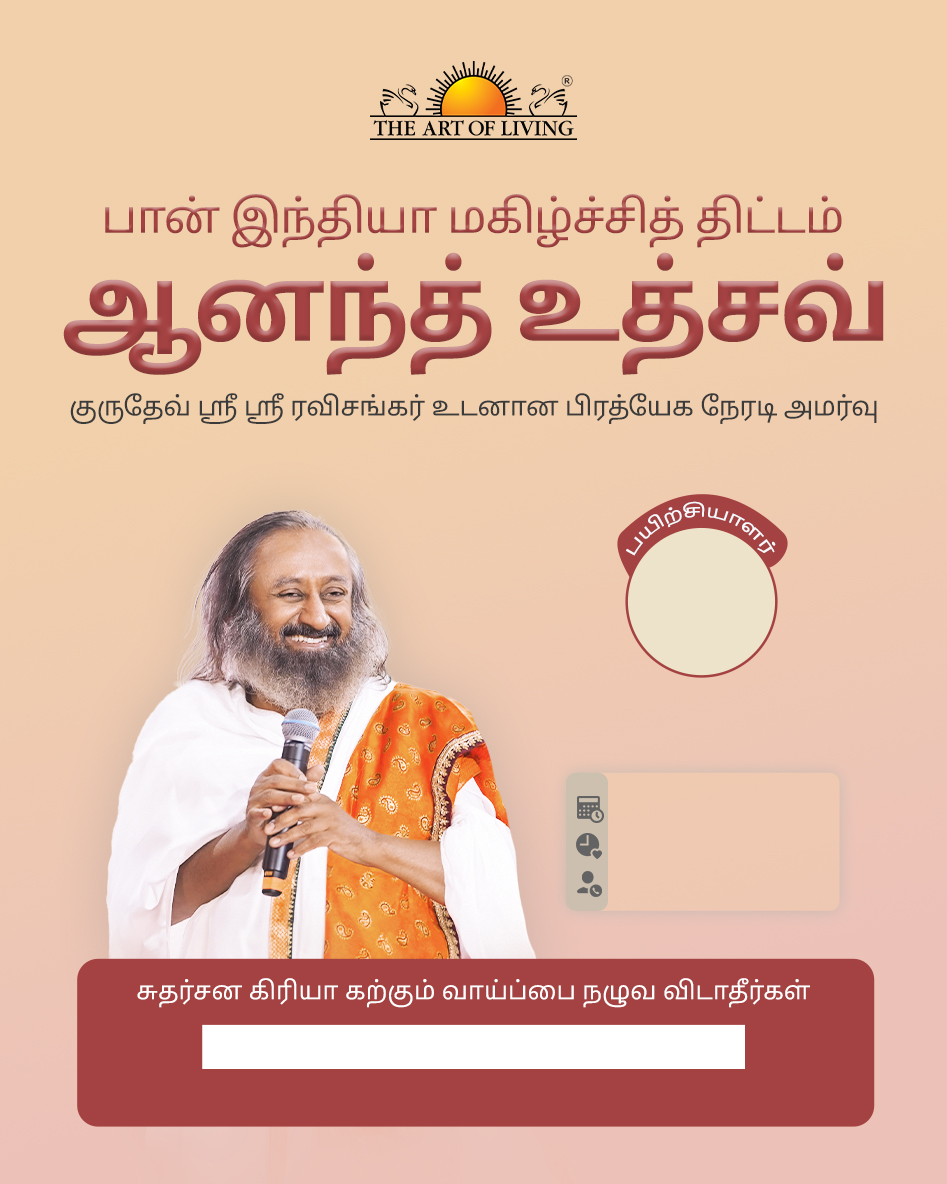 THE ART OF LIVING
®
பான் இந்தியா மகிழ்ச்சித் திட்டம்
ஆனந்த் உத்சவ்
குருதேவ் ஸ்ரீ ஸ்ரீ ரவிசங்கர் உடனான பிரத்யேக நேரடி அமர்வு
பயிற்சியாளர்
சுதர்சன கிரியா கற்கும் வாய்ப்பை நழுவ விடாதீர்கள்